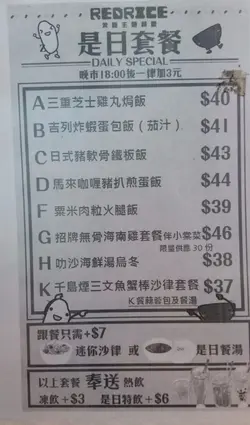 REDRICE
是日套餐
DAILY SPECIAL
晚市18:00後一律加3元
A 三重芝士雞丸焗飯 $40
B 吉列炸蝦蛋包飯（茄汁） $41
C 日式豬軟骨鐵板飯 $43
D 馬來咖喱豬扒煎蛋飯 $44
F 粟米肉粒火腿飯 $39
G 招牌無骨海南雞套餐伴小棠菜 $46
限量供應 30 份
H 叻沙海鮮湯烏冬 $38
K 千島煙三文魚蟹棒沙律套餐 $37
K餐蒜蓉包及餐湯
跟餐只需+$7
迷你沙律 或 是日餐湯
以上套餐 奉送 熱飲
凍飲+$3 是日特飲+$6